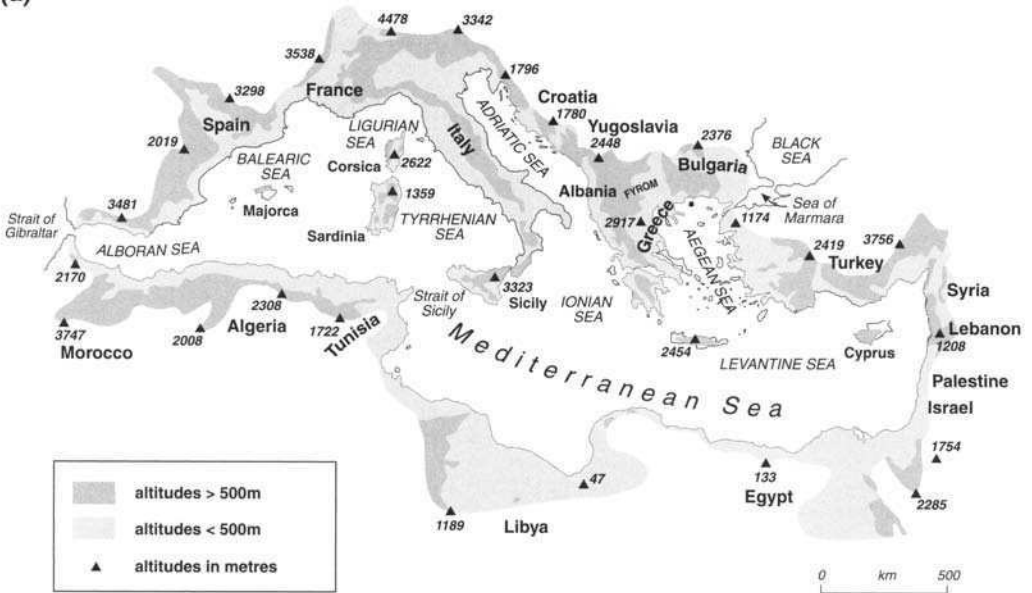 (a)
4478
3342
3538
1796
France
Croatia
3298
1780
Yugoslavia
Spain
LIGURIAN
SEA
Italy
ADRIATIC SEA
2376
BLACK
SEA
2019
BALEARIC
SEA
Corsica
2622
2448
Bulgaria
Albania
FYROM
Majorca
1359
Sea of
Marmara
3481
Strait of
Gibraltar
TYRRHENIAN
SEA
2917
Greece
1174
Sardinia
ALBORAN SEA
AEGEAN SEA
2419
3756
Turkey
2170
3323
Sicily
IONIAN
SEA
2308
Strait of
Sicily
Syria
3747
Morocco
2008
Algeria
1722
Tunisia
2454
Cyprus
Lebanon
1208
LEVANTINE SEA
Mediterranean Sea
Palestine
Israel
1754
47
133
Egypt
2285
1189
Libya
altitudes > 500m
altitudes < 500m
altitudes in metres
0 km 500